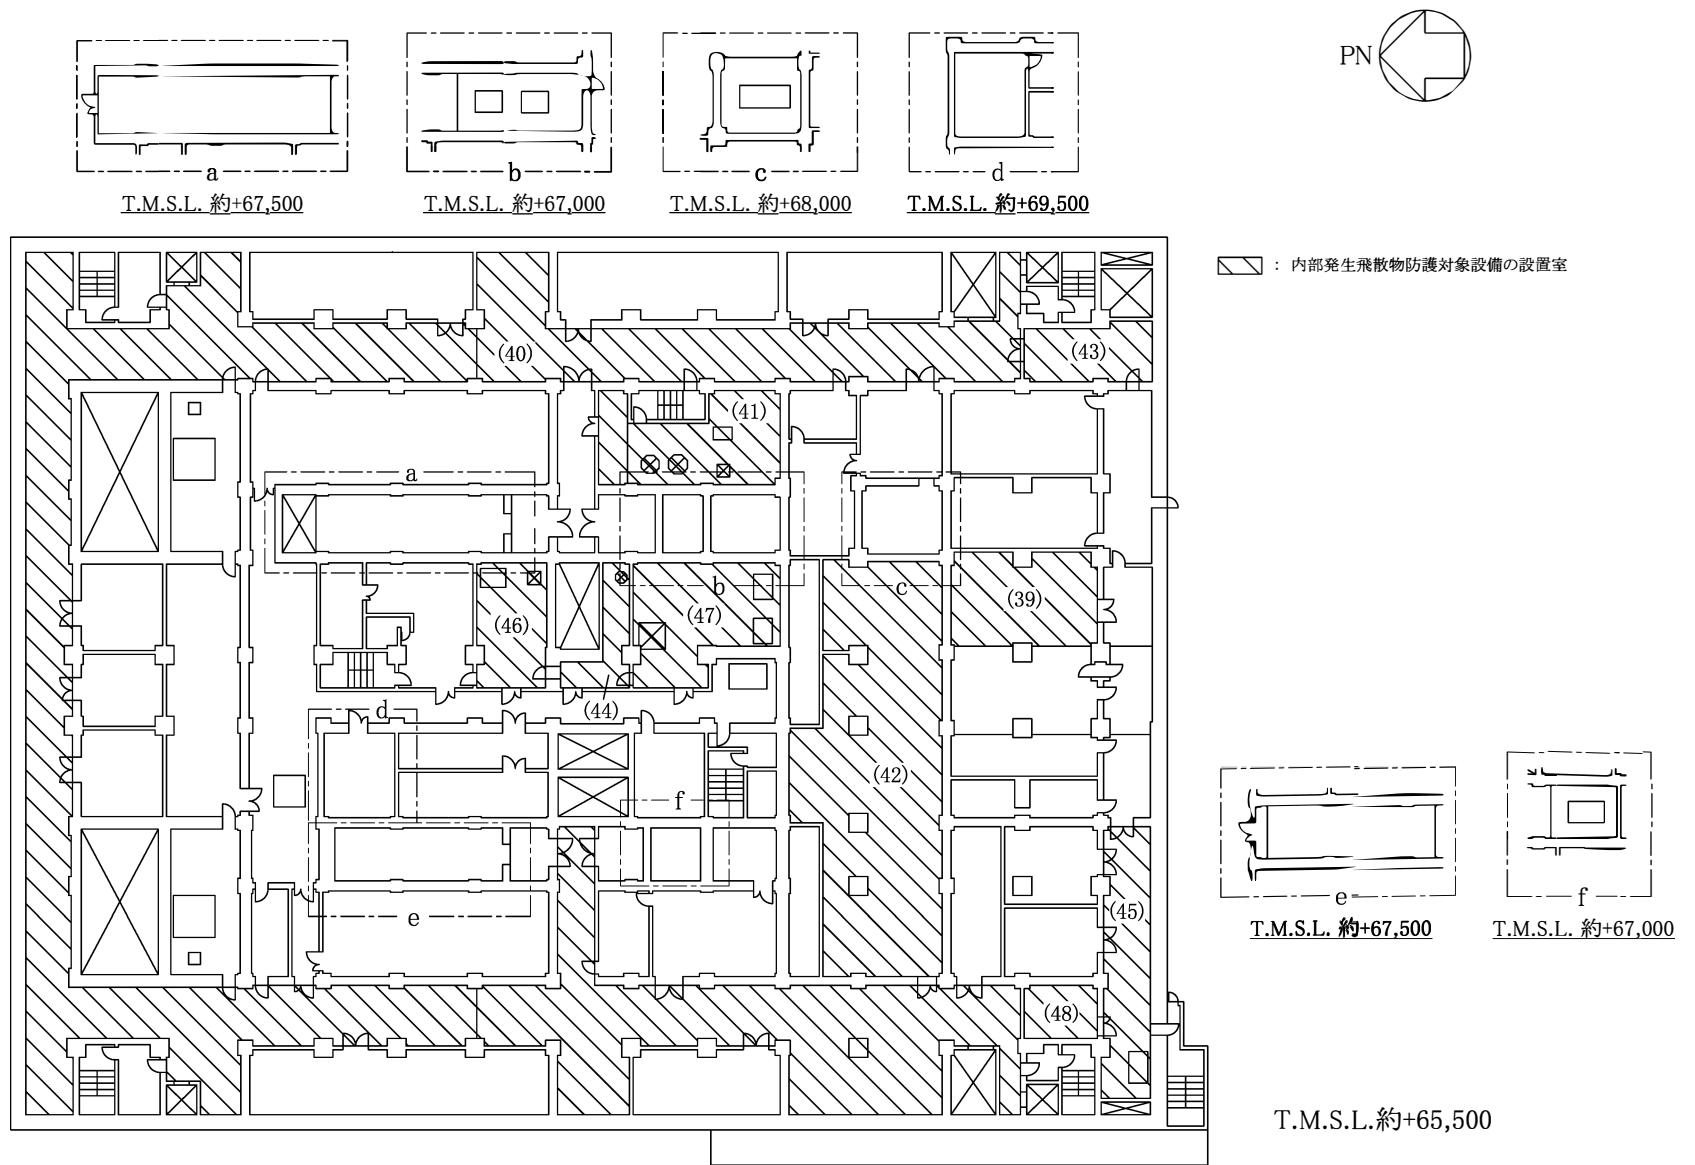 PN
a
T.M.S.L. 約+67,500
b
T.M.S.L. 約+67,000
c
T.M.S.L. 約+68,000
d
T.M.S.L. 約+69,500
: 内部発生飛散物防護対象設備の設置室
(40)
(43)
(41)
a
b
c
(39)
(46)
(47)
(44)
d
(42)
f
e
(45)
(48)
e
T.M.S.L. 約+67,500
f
T.M.S.L. 約+67,000
T.M.S.L.約+65,500